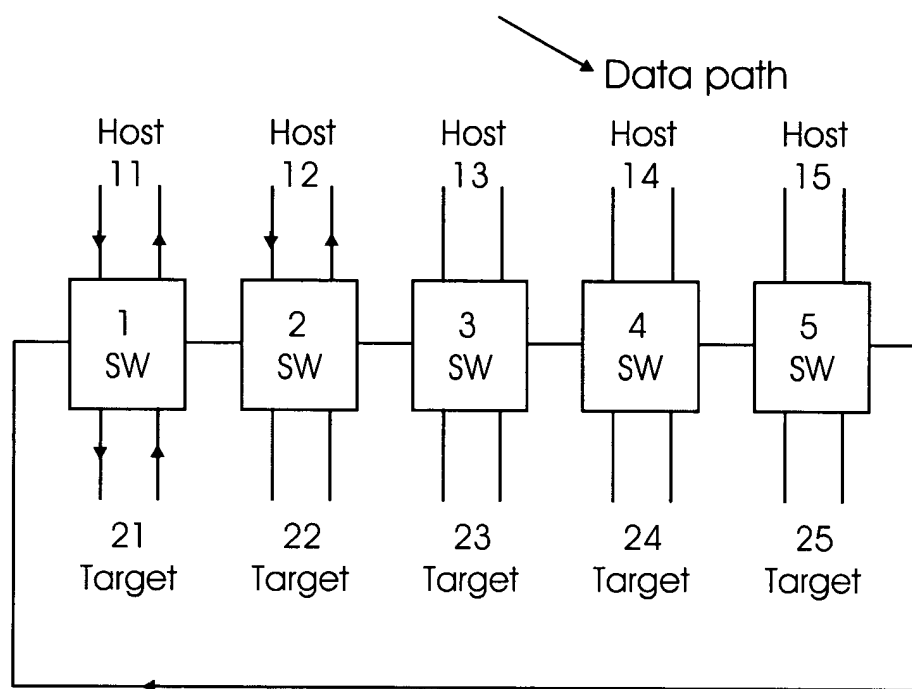 Data path
Host Host Host Host Host
11 12 13 14 15
1 2 3 4 5
SW SW SW SW SW
21 22 23 24 25
Target Target Target Target Target